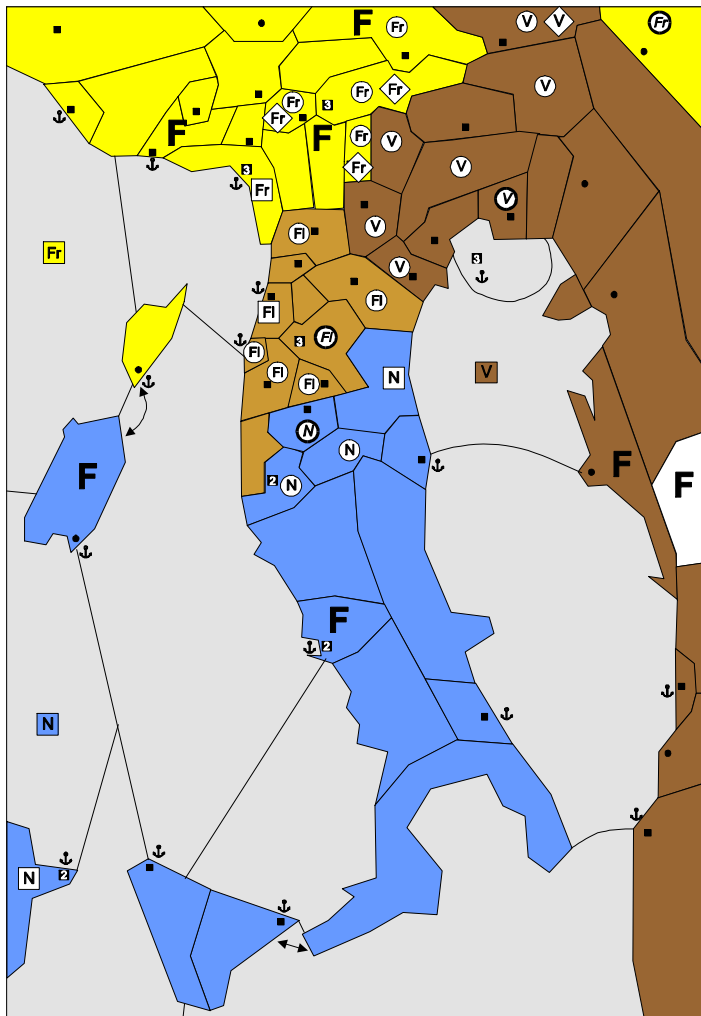 F Fr V V Fr
V
Fr Fr
Fr 3
Fr
F F Fr V
3 Fr V
Fr V
Fl V
Fr 3
V
Fl
Fl
3 Fl
Fl
Fl Fl N V
N
N
F 2 N F F
F 2
N
N 2